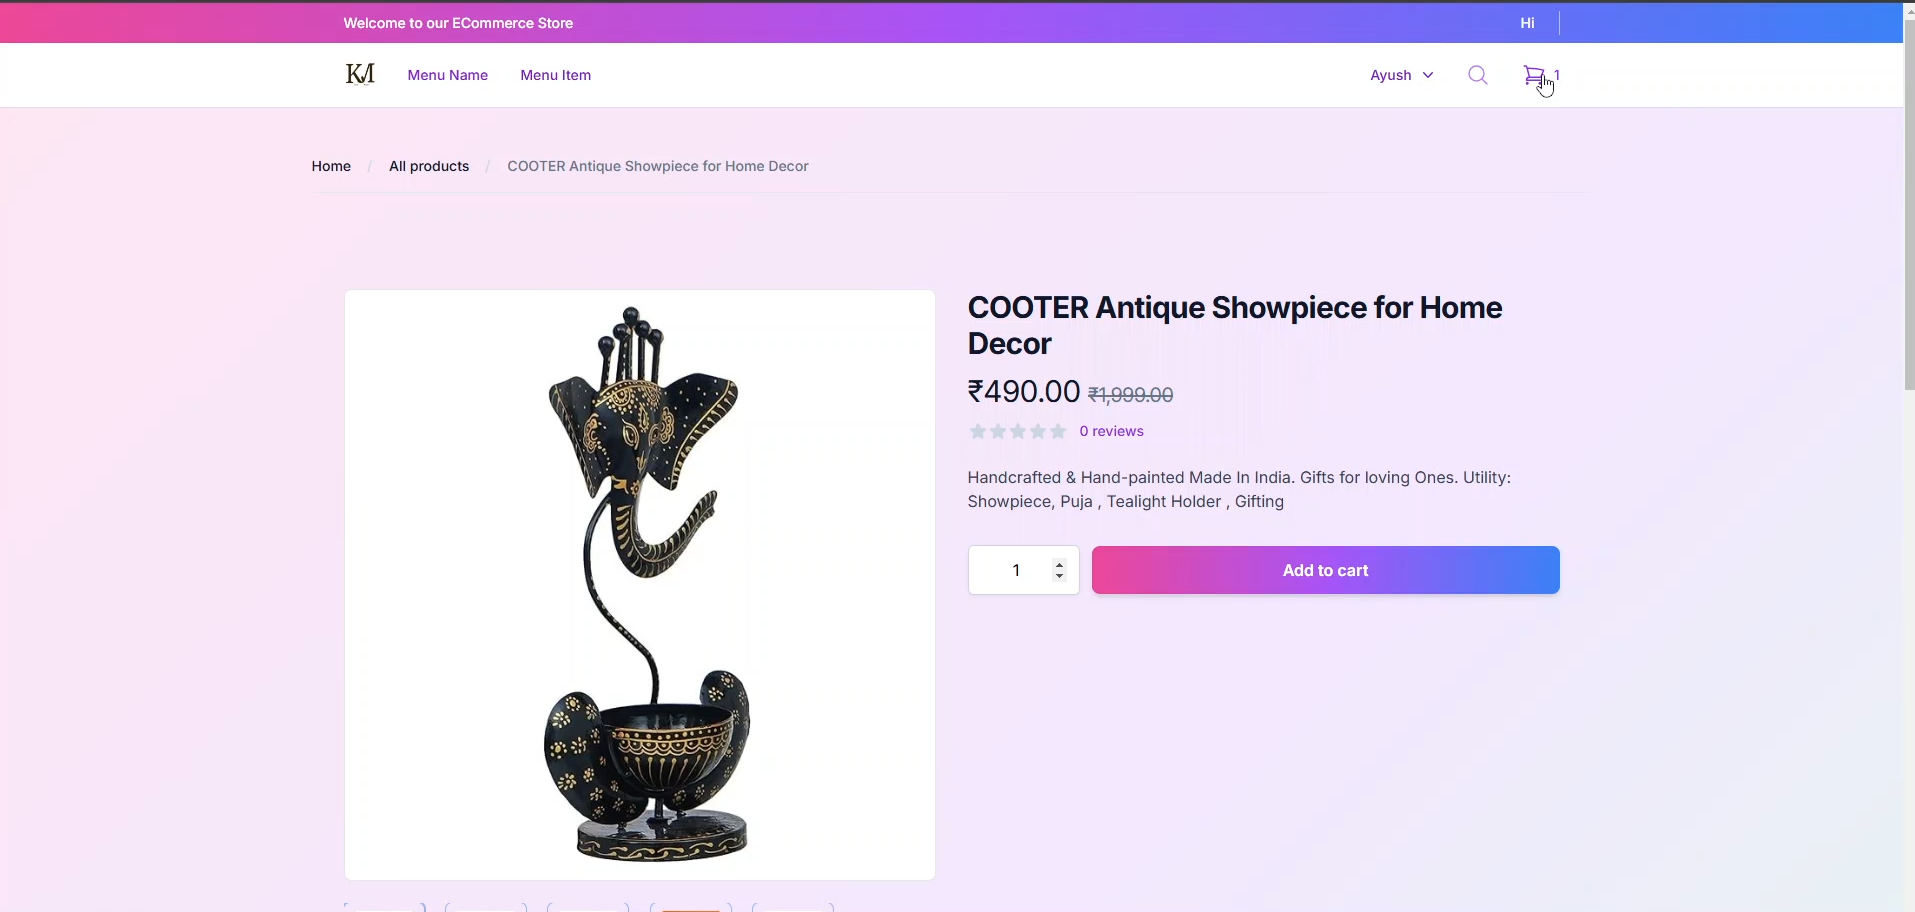 Welcome to our ECommerce Store
Hi
KM
Menu Name
Menu Item
Ayush
1
Home / All products / COOTER Antique Showpiece for Home Decor
COOTER Antique Showpiece for Home
Decor
₹490.00 ₹1,999.00
0 reviews
Handcrafted & Hand-painted Made In India. Gifts for loving Ones. Utility:
Showpiece, Puja , Tealight Holder , Gifting
1
Add to cart